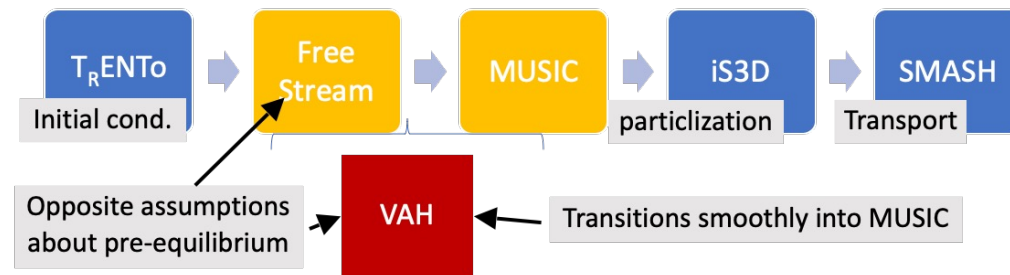 TRENTo
Free
Stream
MUSIC
iS3D
SMASH
Initial cond.
particlization
Transport
Opposite assumptions
about pre-equilibrium
VAH
Transitions smoothly into MUSIC